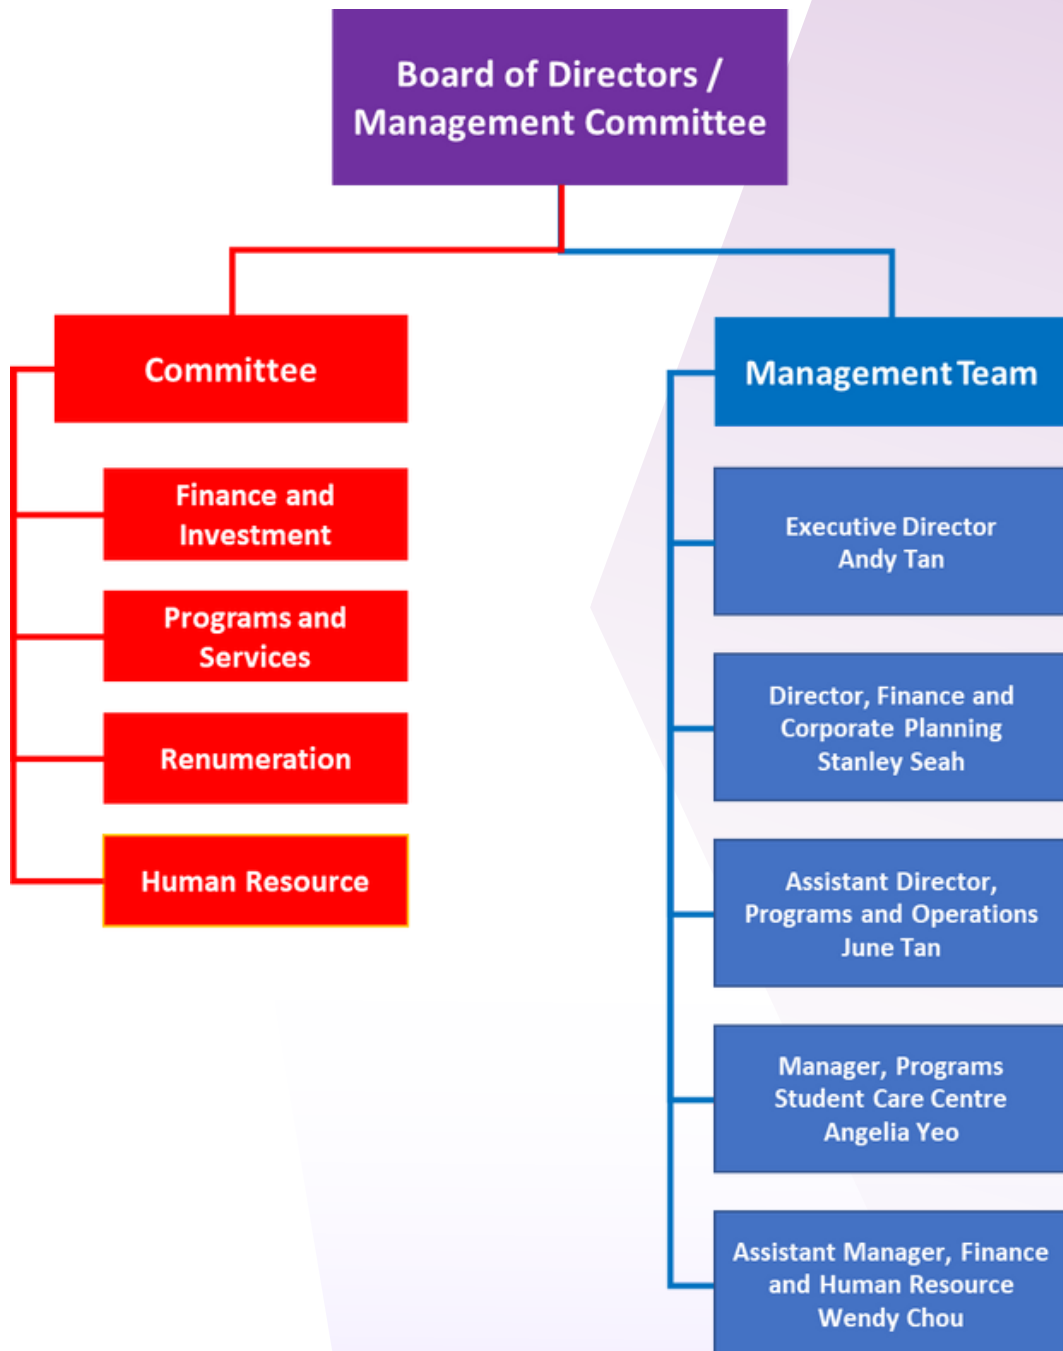 Board of Directors /
Management Committee
Committee
Finance and
Investment
Programs and
Services
Renumeration
Human Resource
Management Team
Executive Director
Andy Tan
Director, Finance and
Corporate Planning
Stanley Seah
Assistant Director,
Programs and Operations
June Tan
Manager, Programs
Student Care Centre
Angelia Yeo
Assistant Manager, Finance
and Human Resource
Wendy Chou